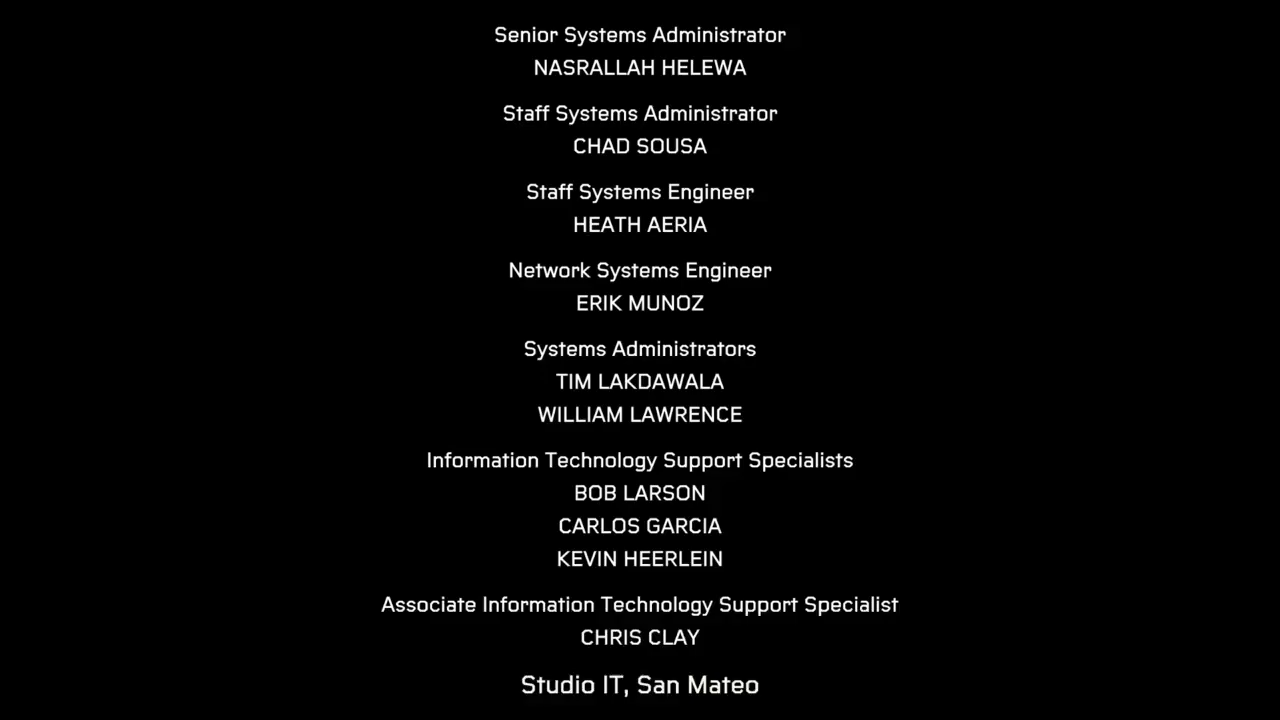 Senior Systems Administrator
NASRALLAH HELEWA
Staff Systems Administrator
CHAD SOUSA
Staff Systems Engineer
HEATH AERIA
Network Systems Engineer
ERIK MUNOZ
Systems Administrators
TIM LAKDAWALA
WILLIAM LAWRENCE
Information Technology Support Specialists
BOB LARSON
CARLOS GARCIA
KEVIN HEERLEIN
Associate Information Technology Support Specialist
CHRIS CLAY
Studio IT, San Mateo